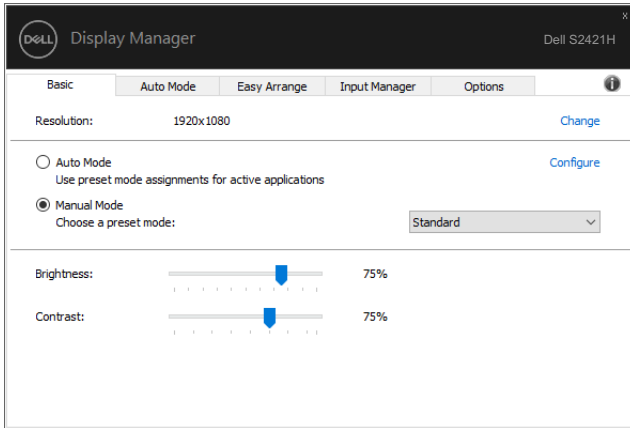 x
DELL Display Manager Dell S2421H
Basic Auto Mode Easy Arrange Input Manager Options i
Resolution: 1920x1080 Change
Auto Mode Configure
Use preset mode assignments for active applications
Manual Mode
Choose a preset mode: Standard
Brightness: 75%
Contrast: 75%